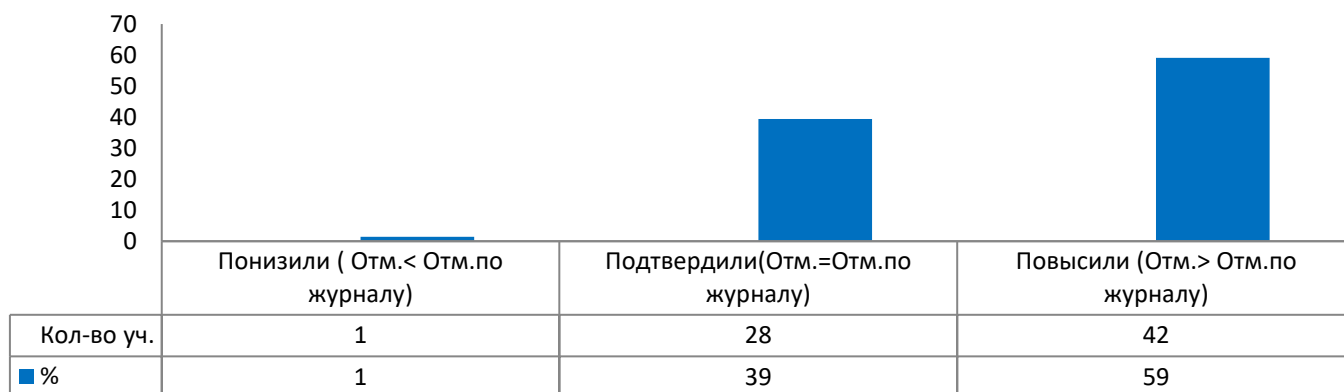 70
60
50
40
30
20
10
0
Понизили ( Отм.< Отм.по журналу)
Подтвердили(Отм.=Отм.по журналу)
Повысили (Отм.> Отм.по журналу)
Кол-во уч. 1 28 42
% 1 39 59